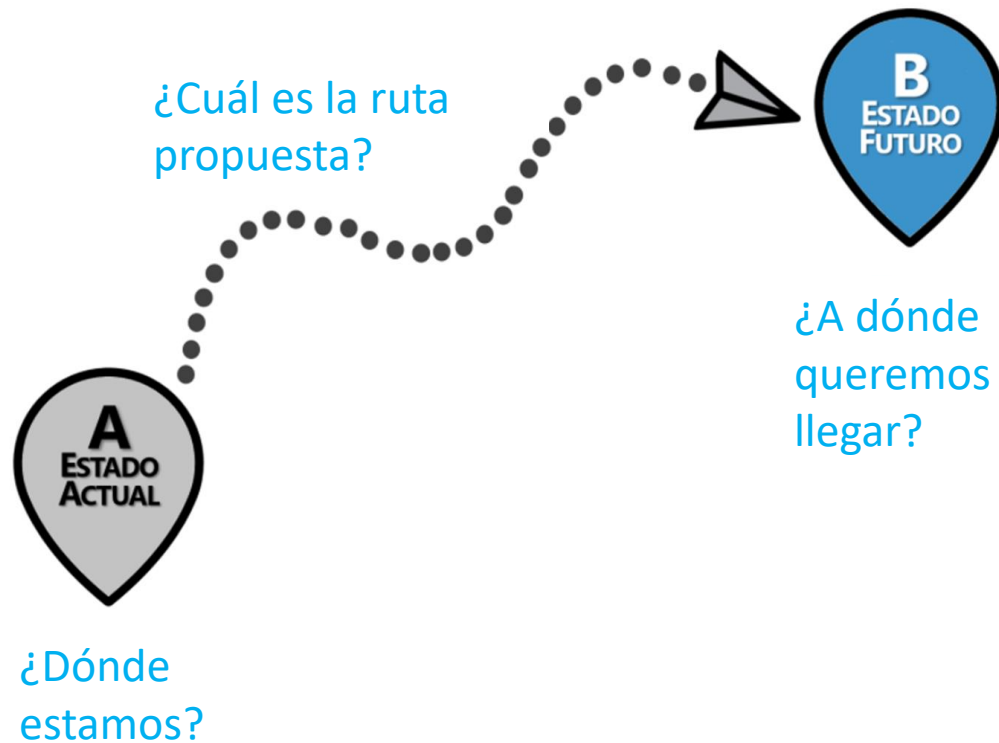 ¿Cuál es la ruta
propuesta?
B
ESTADO
FUTURO
¿A dónde
queremos
llegar?
A
ESTADO
ACTUAL
¿Dónde
estamos?